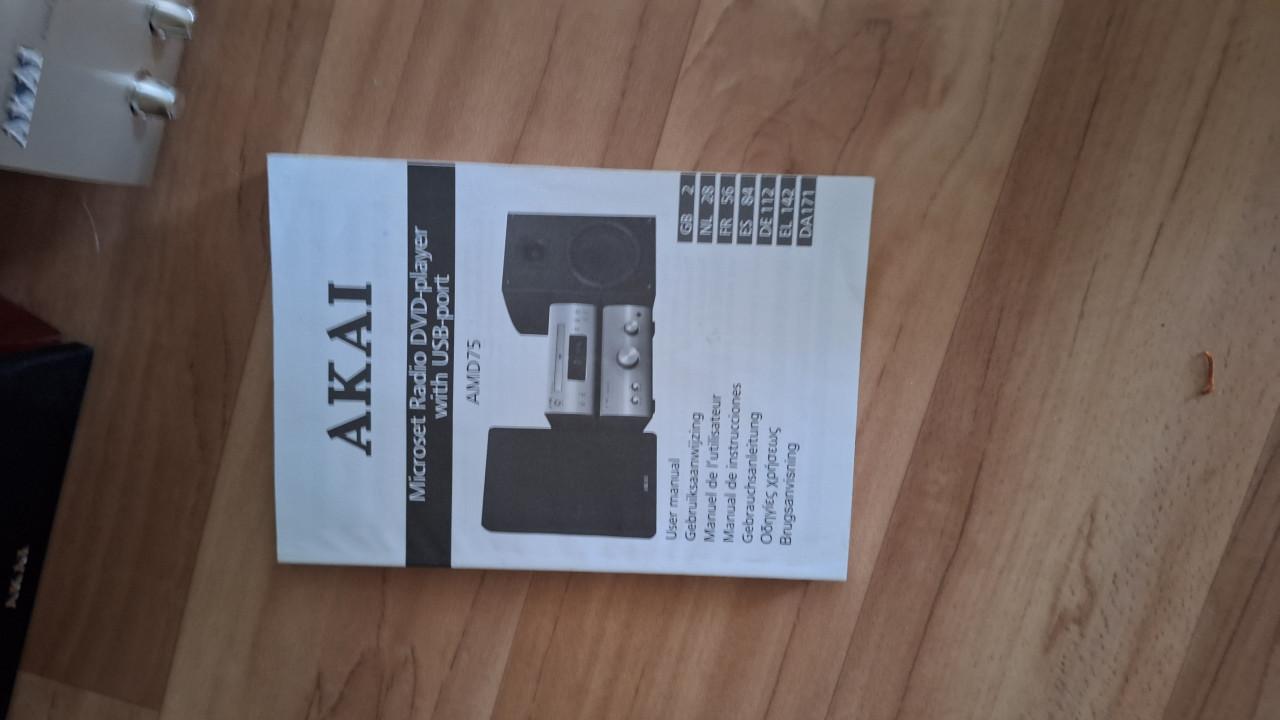 AKAI
Microset Radio DVD-player
with USB-port
AMD75
User manual
Gebruiksaanwijzing
Manuel de l'utilisateur
Manual de instrucciones
Gebrauchsanleitung
Οδηγίες χρήσεως
Brugsanvisning
GB 2
NL 28
FR 56
ES 84
DE 112
EL 142
DA 171
AKAI